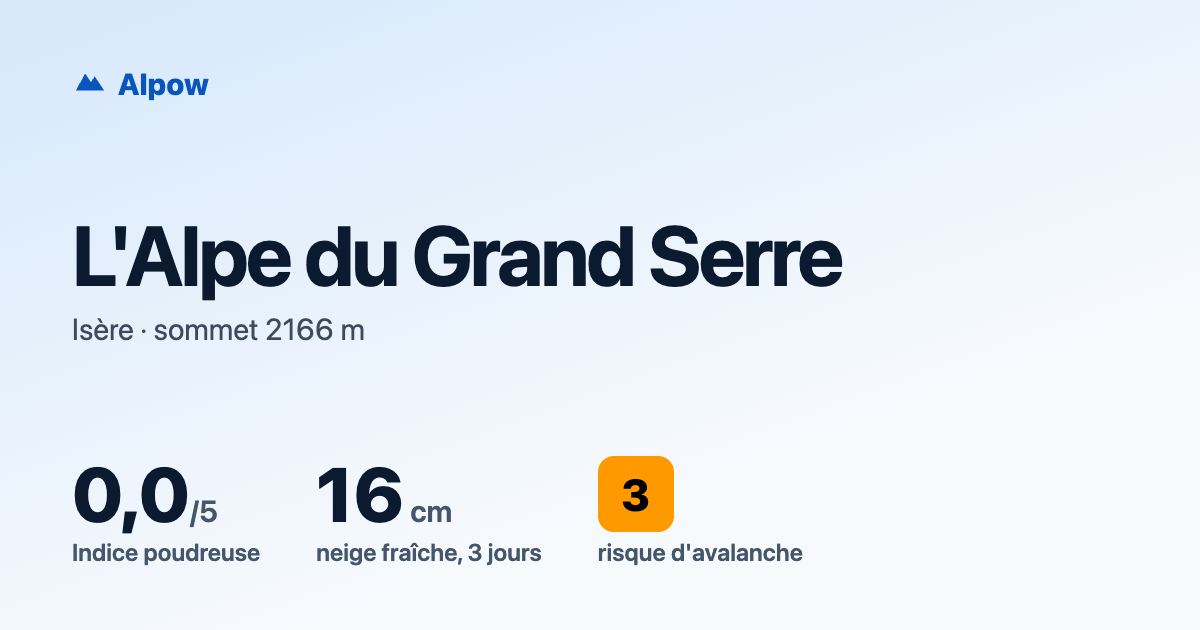 Alpow
L'Alpe du Grand Serre
Isère · sommet 2166 m
0,0/5
Indice poudreuse
16 cm
neige fraîche, 3 jours
3
risque d'avalanche